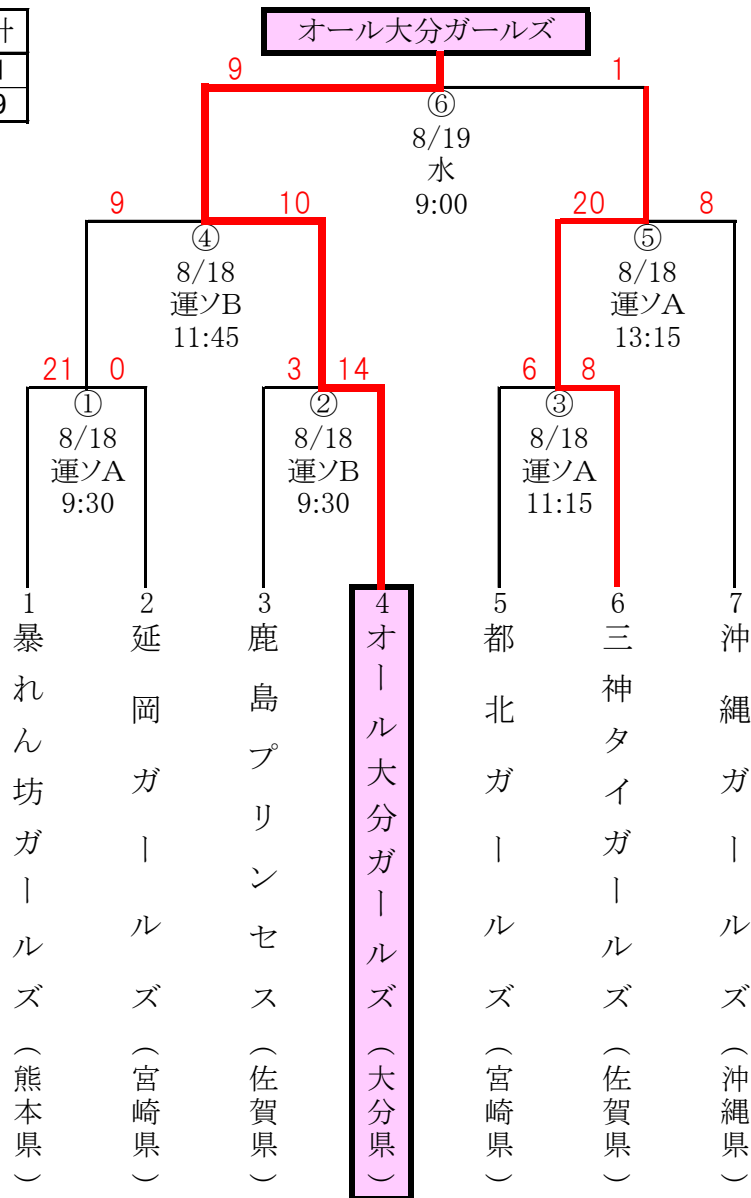 計
オール大分ガールズ
9
1
⑥
8/19
水
9:00
9
10
20
8
④
8/18
運ソB
11:45
⑤
8/18
運ソA
13:15
21
0
3
14
6
8
①
8/18
運ソA
9:30
②
8/18
運ソB
9:30
③
8/18
運ソA
11:15
1
暴れん坊ガールズ(熊本県)
2
延岡ガールズ(宮崎県)
3
鹿島プリンセス(佐賀県)
4
オール大分ガールズ(大分県)
5
都北ガールズ(宮崎県)
6
三神タイガールズ(佐賀県)
7
沖縄ガールズ(沖縄県)